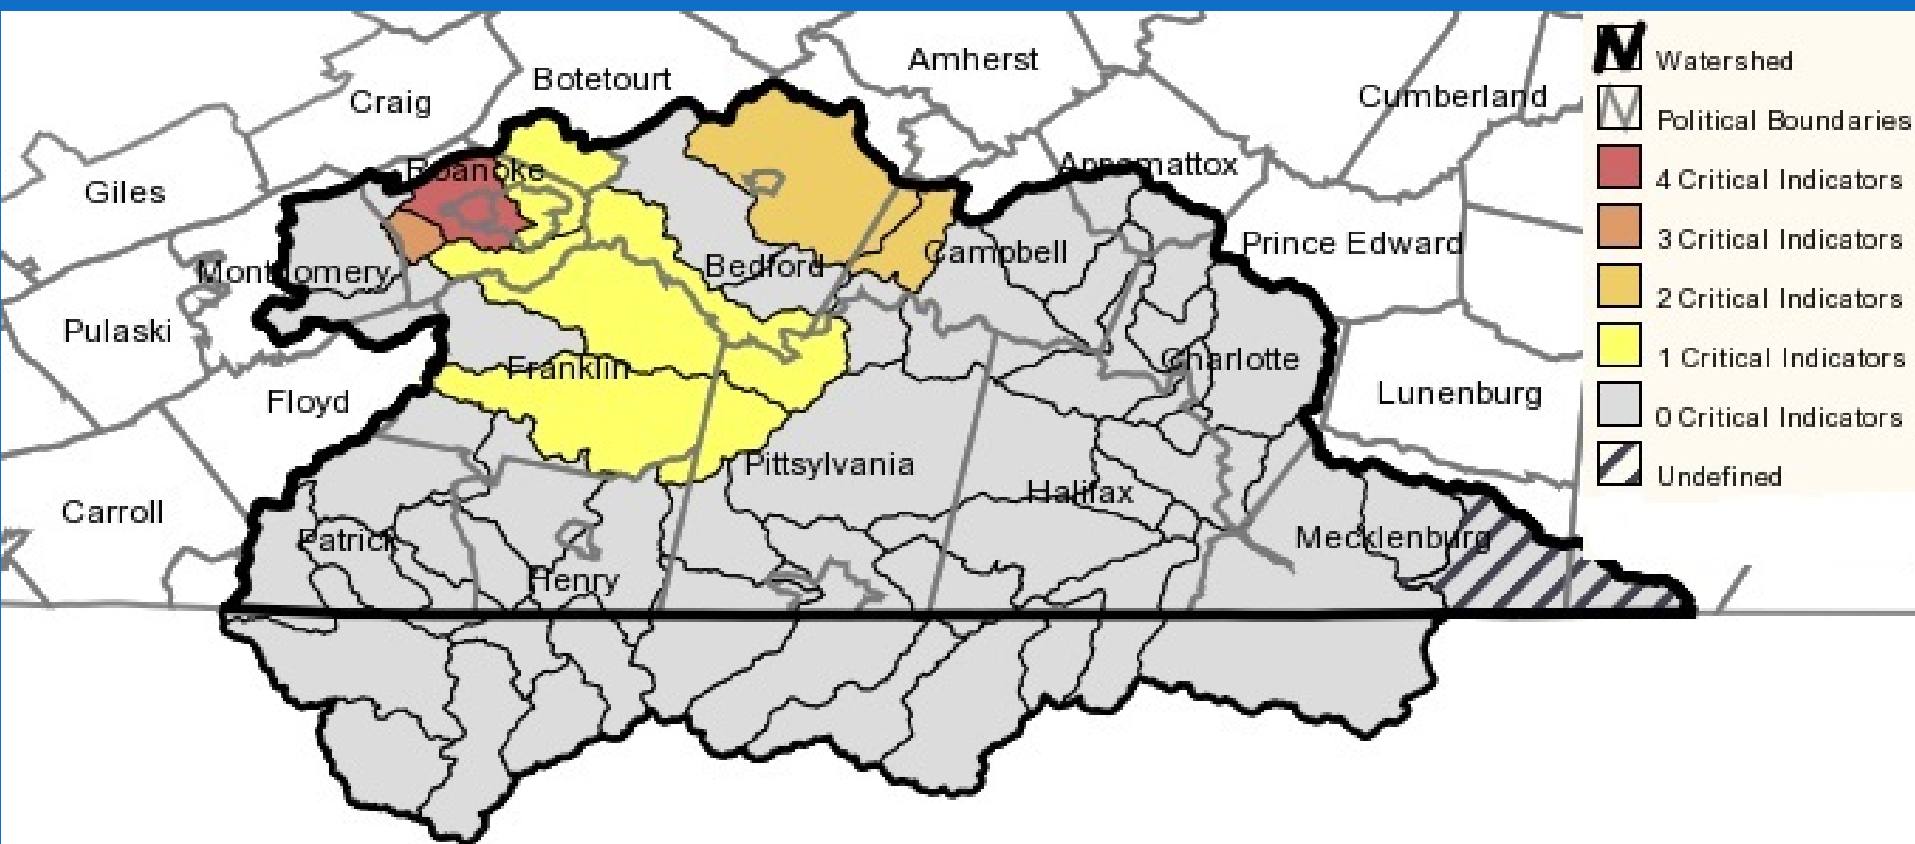 Amherst
Watershed
Botetourt
Craig
Cumberland
Political Boundaries
Roanoke
Appomattox
4 Critical Indicators
Giles
3 Critical Indicators
Prince Edward
Campbell
Bedford
Montgomery
2 Critical Indicators
Pulaski
1 Critical Indicators
Charlotte
Franklin
Lunenburg
Floyd
0 Critical Indicators
Pittsylvania
Undefined
Halifax
Carroll
Mecklenburg
Patrick
Henry